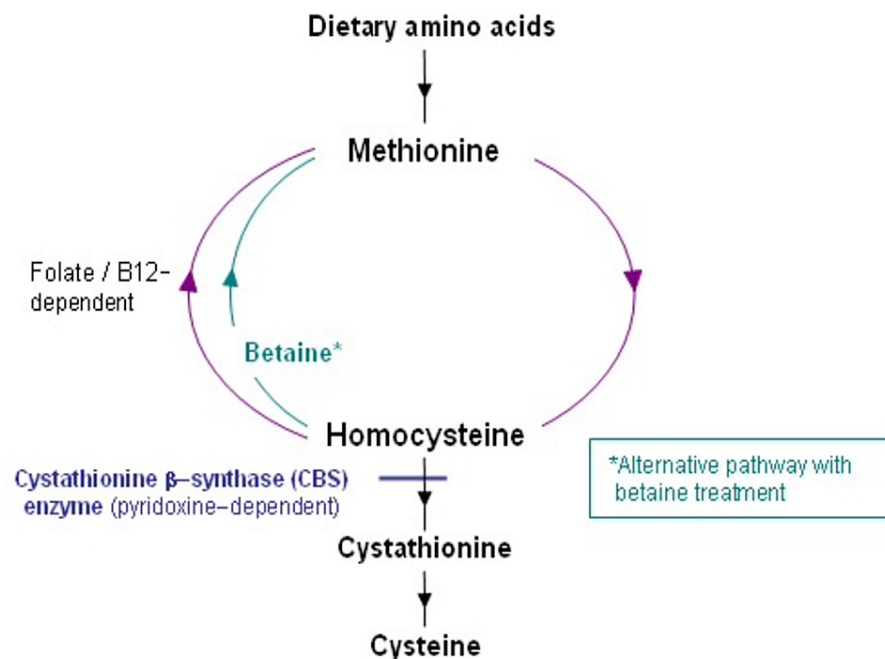 Dietary amino acids
Methionine
Folate / B12-
dependent
Betaine*
Homocysteine
Cystathionine β-synthase (CBS)
enzyme (pyridoxine-dependent)
*Alternative pathway with
betaine treatment
Cystathionine
Cysteine